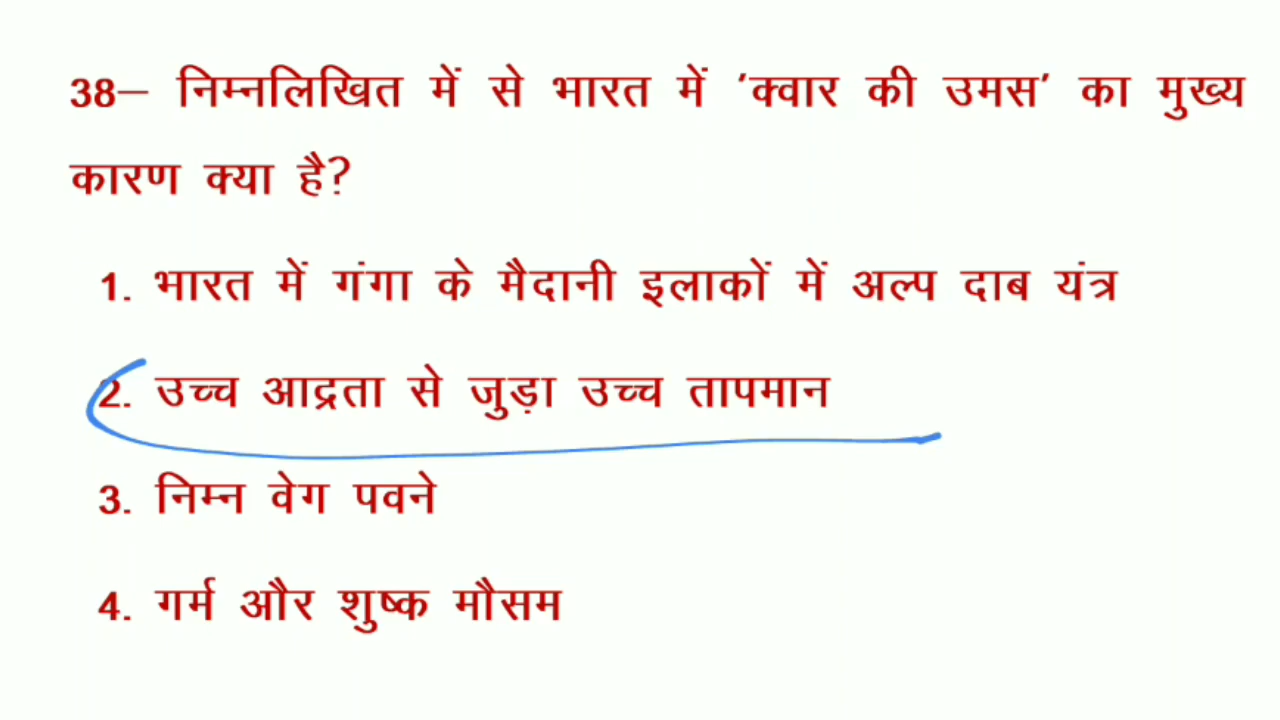 38– निम्नलिखित में से भारत में 'क्वार की उमस' का मुख्य
कारण क्या है?
1. भारत में गंगा के मैदानी इलाकों में अल्प दाब यंत्र
2. उच्च आद्रता से जुड़ा उच्च तापमान
3. निम्न वेग पवने
4. गर्म और शुष्क मौसम